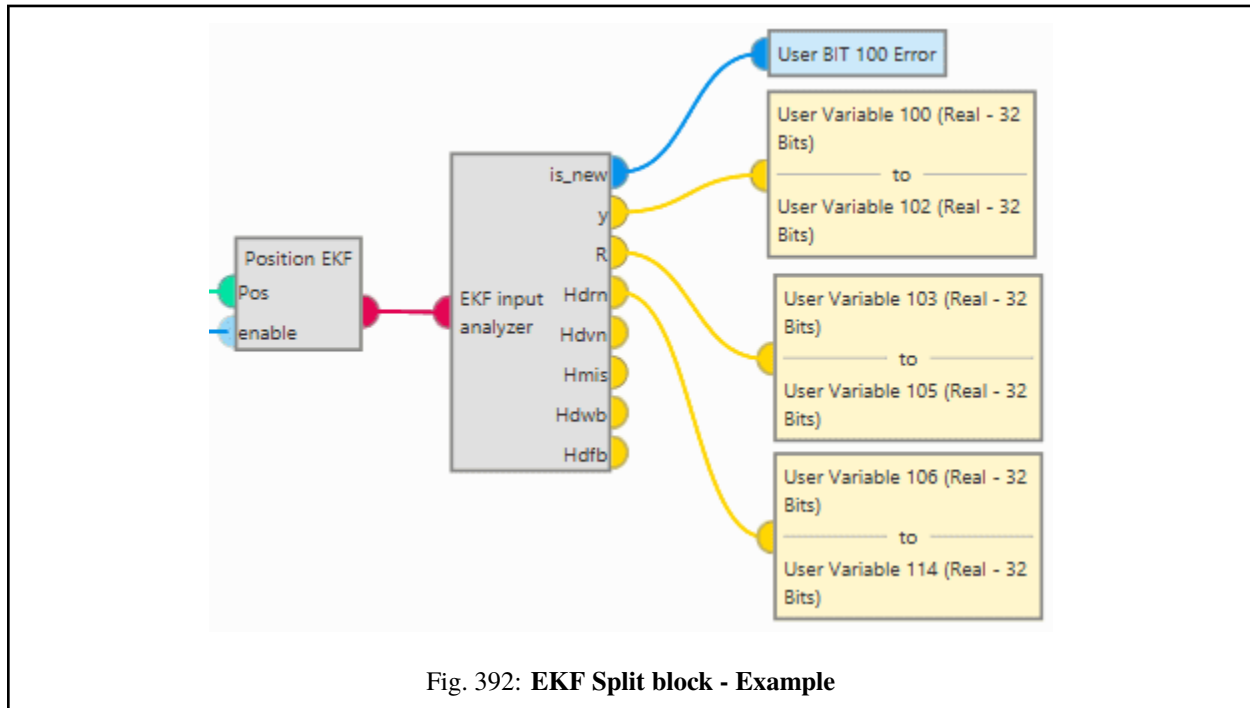 User BIT 100 Error
User Variable 100 (Real - 32
Bits)
to
User Variable 102 (Real - 32
Bits)
Position EKF
Pos
enable
EKF input
analyzer
is_new
y
R
Hdrn
Hdvn
Hmis
Hdwb
Hdfb
User Variable 103 (Real - 32
Bits)
to
User Variable 105 (Real - 32
Bits)
User Variable 106 (Real - 32
Bits)
to
User Variable 114 (Real - 32
Bits)
Fig. 392: EKF Split block - Example